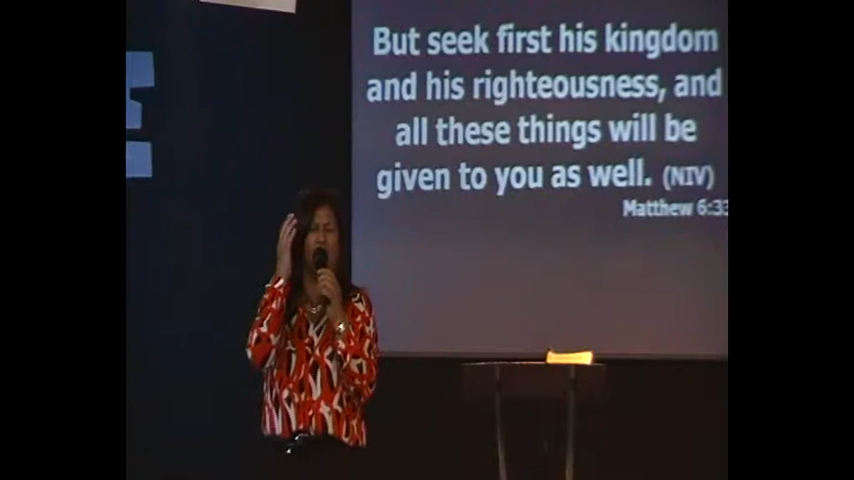 But seek first his kingdom
and his righteousness, and
all these things will be
given to you as well. (NIV)
Matthew 6:33